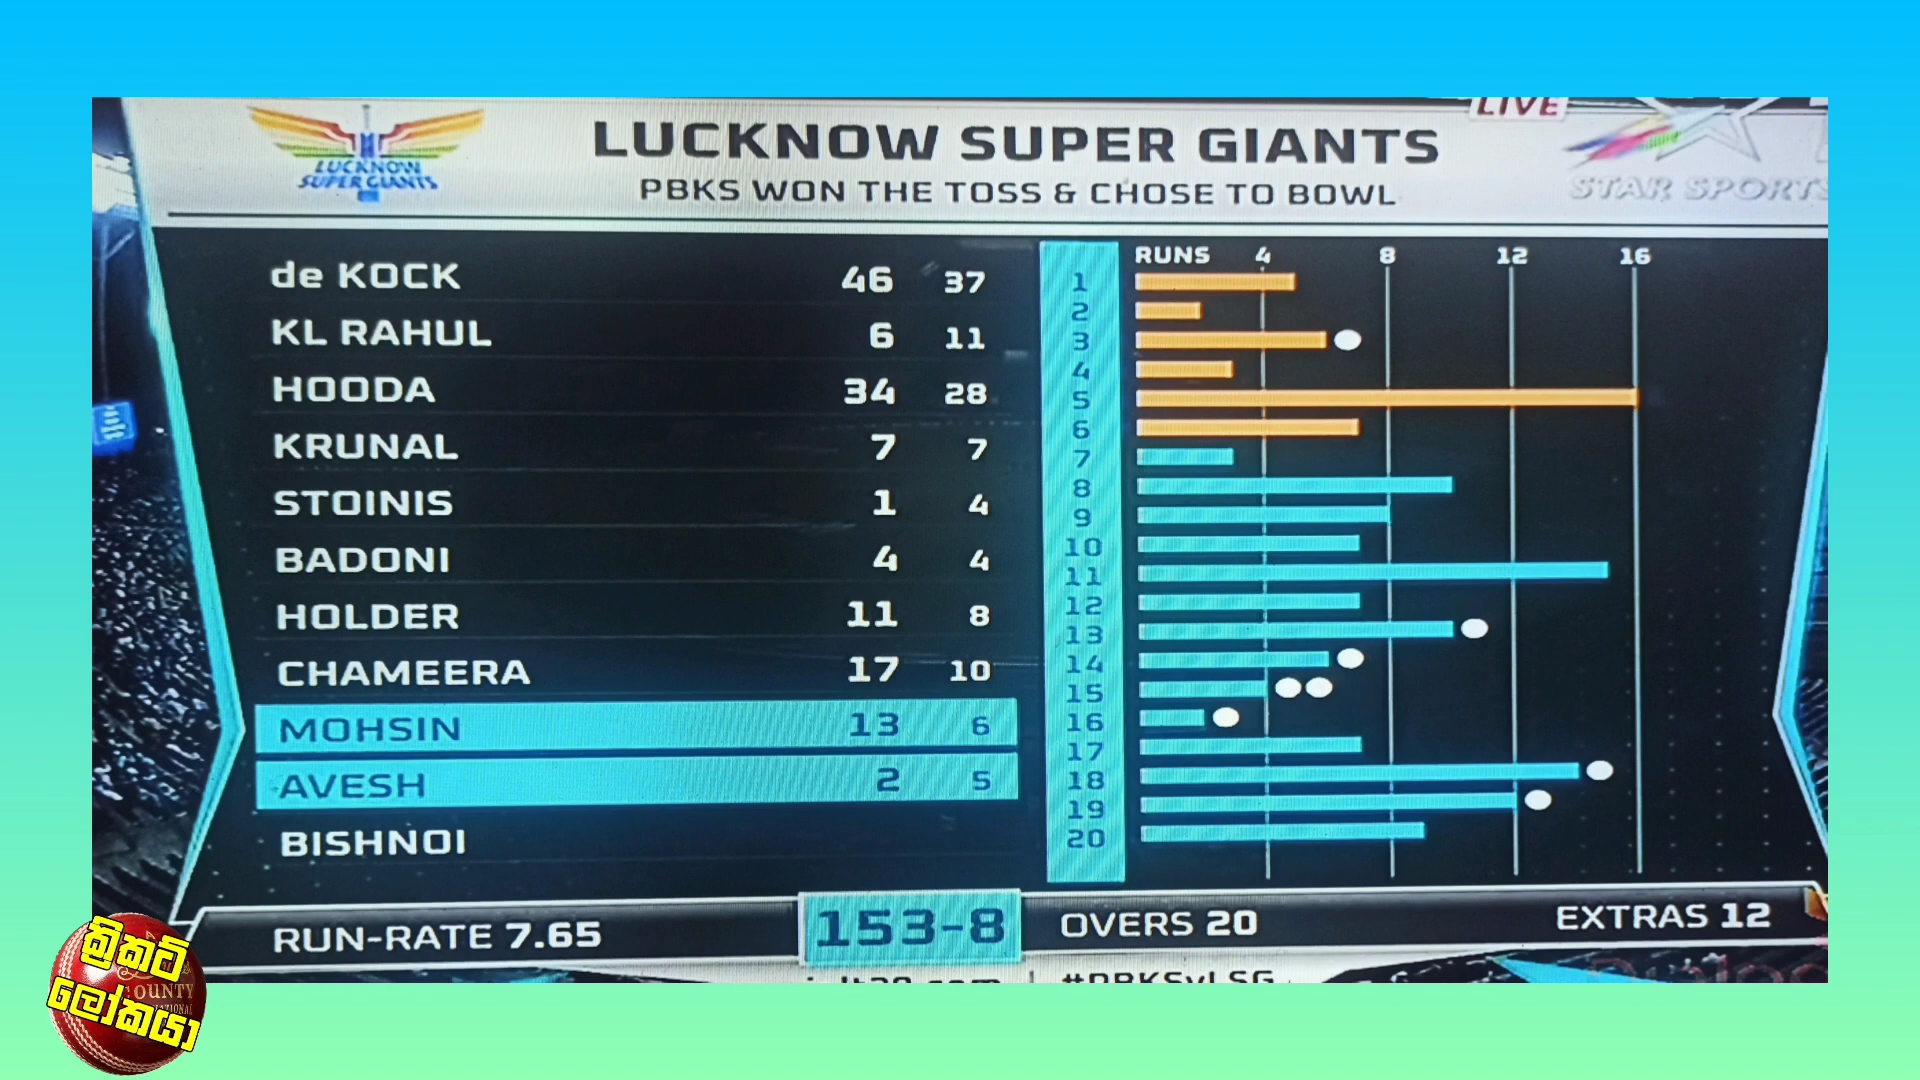 LIVE
LUCKNOW SUPER GIANTS
LUCKNOW
SUPER GIANTS
PBKS WON THE TOSS & CHOSE TO BOWL
STAR SPORTS
de KOCK 46 37
KL RAHUL 6 11
HOODA 34 28
KRUNAL 7 7
STOINIS 1 4
BADONI 4 4
HOLDER 11 8
CHAMEERA 17 10
MOHSIN 13 6
AVESH 2 5
BISHNOI
RUNS 4 8 12 16
1
2
3
4
5
6
7
8
9
10
11
12
13
14
15
16
17
18
19
20
RUN-RATE 7.65 153-8 OVERS 20 EXTRAS 12
#PBKSvLSG
ක්‍රිකට්
ලෝකයා
COUNTY